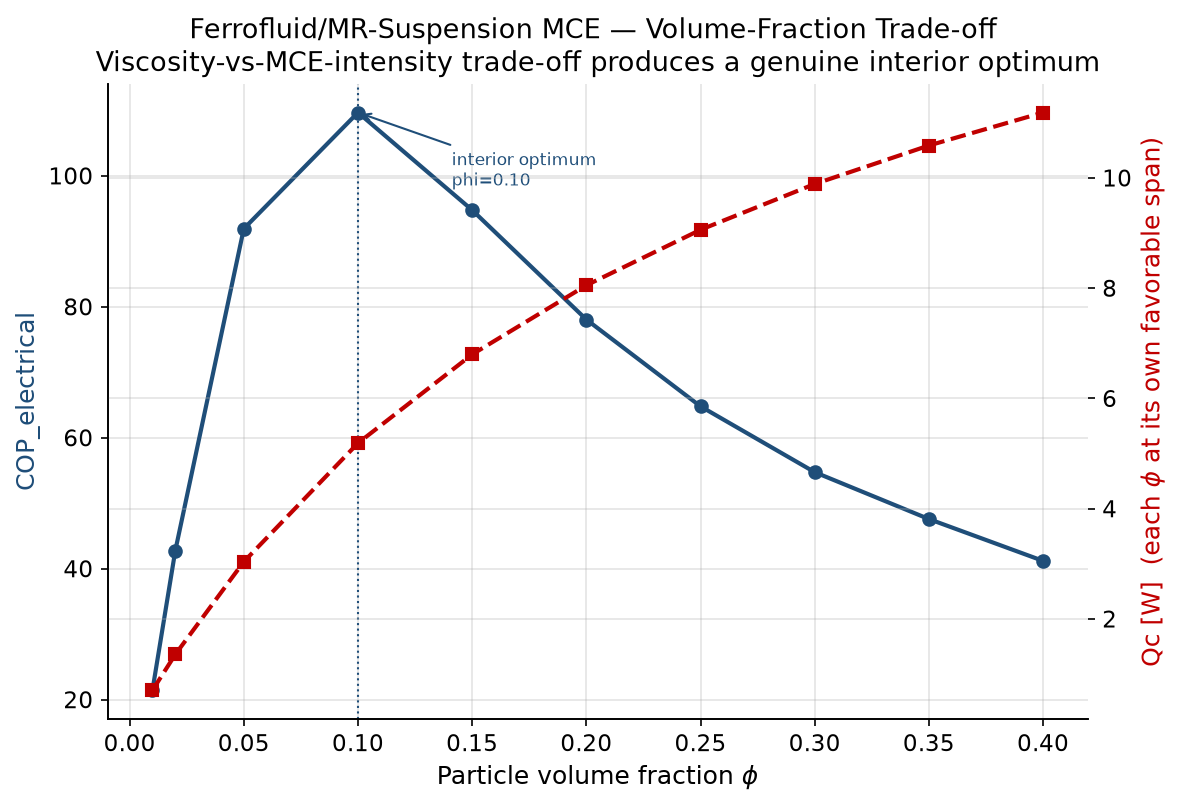 Ferrofluid/MR-Suspension MCE — Volume-Fraction Trade-off
Viscosity-vs-MCE-intensity trade-off produces a genuine interior optimum
COP_electrical
100
80
60
40
20
interior optimum
phi=0.10
10
8
6
4
2
Qc [W]  (each ϕ at its own favorable span)
0.00 0.05 0.10 0.15 0.20 0.25 0.30 0.35 0.40
Particle volume fraction ϕ